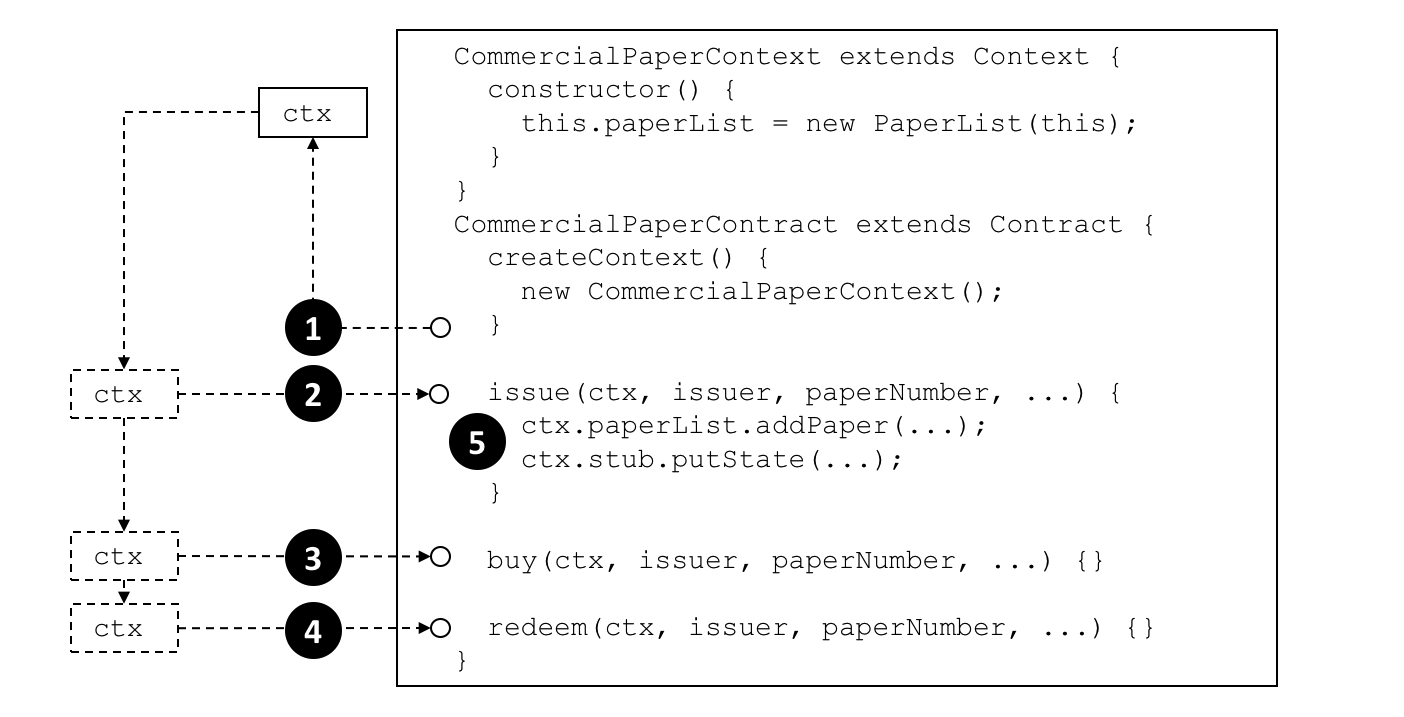 CommercialPaperContext extends Context {
constructor() {
ctx
this.paperList = new PaperList(this);
}
}
CommercialPaperContract extends Contract {
createContext() {
new CommercialPaperContext();
1
}
ctx
2
issue(ctx, issuer, paperNumber, ...) {
5
ctx.paperList.addPaper(...);
ctx.stub.putState(...);
}
ctx
3
buy(ctx, issuer, paperNumber, ...) {}
ctx
4
redeem(ctx, issuer, paperNumber, ...) {}
}